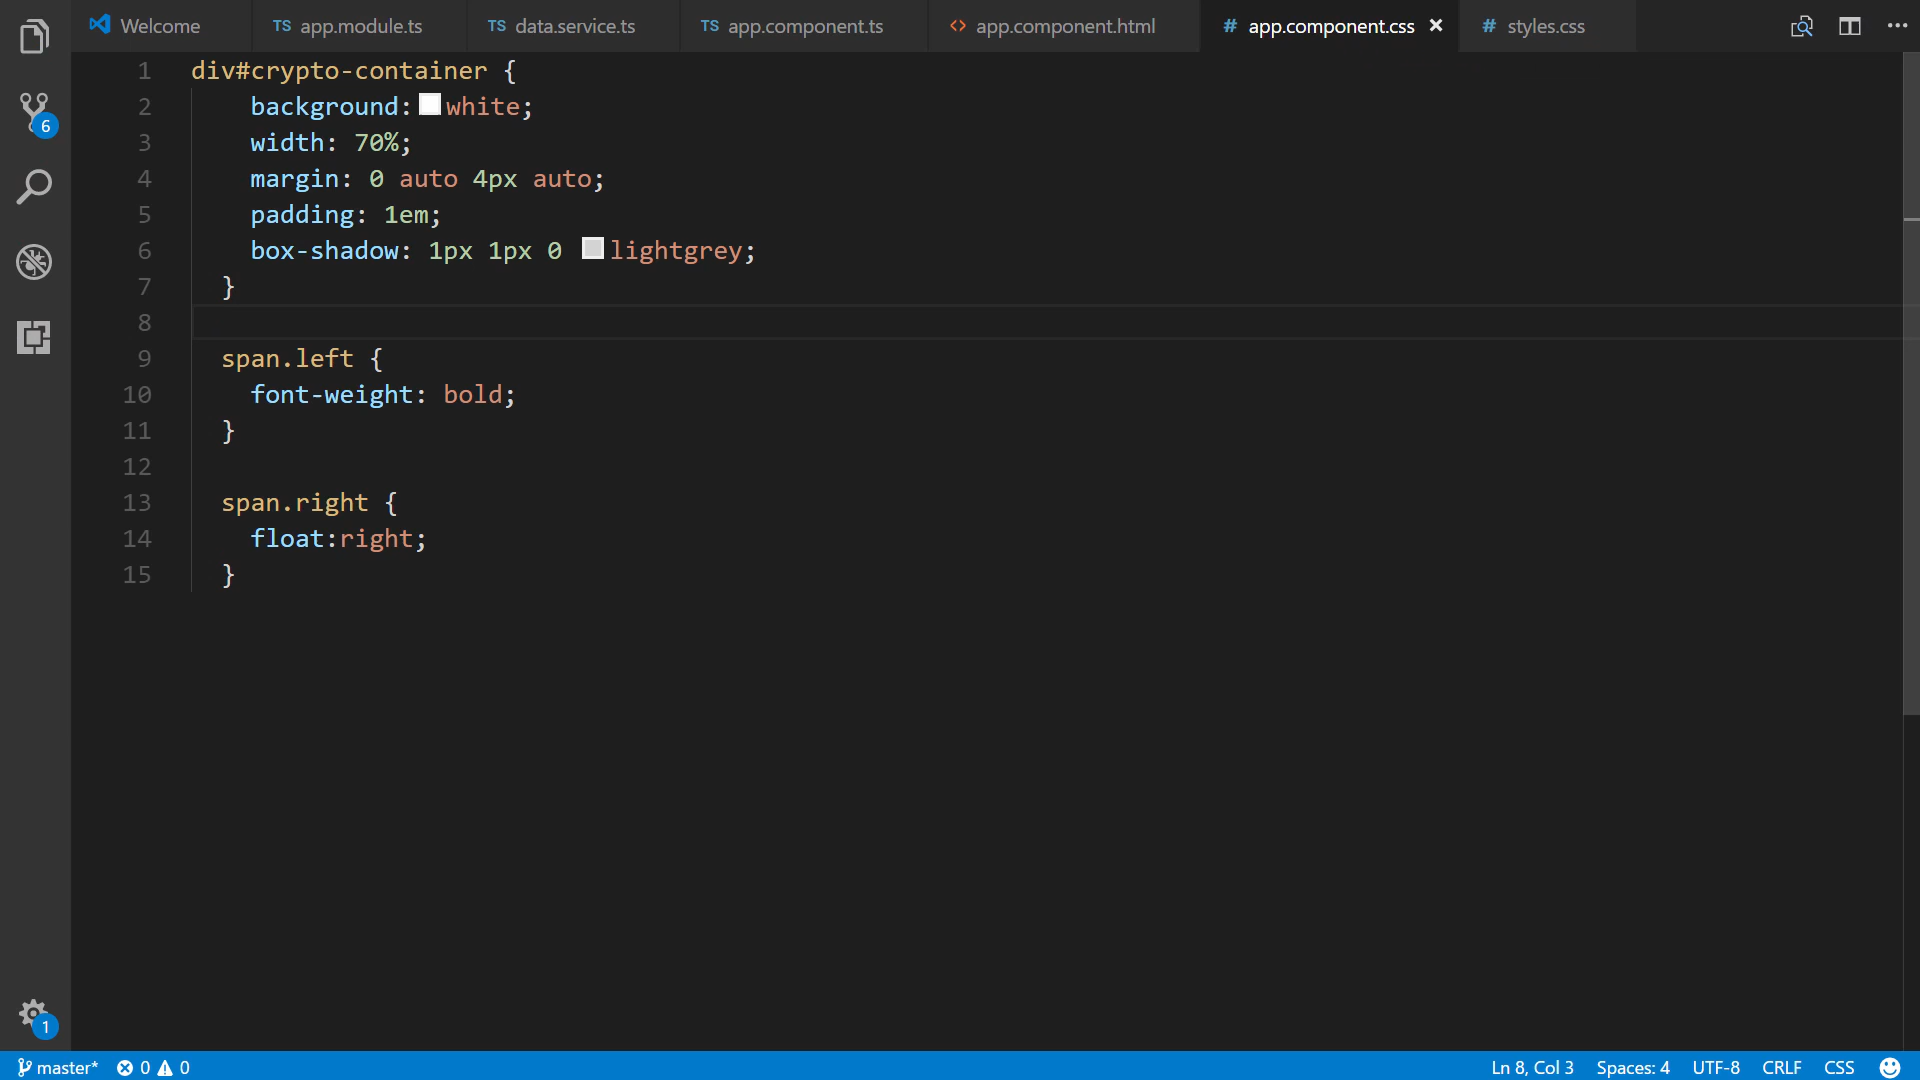 Welcome TS app.module.ts TS data.service.ts TS app.component.ts <> app.component.html # app.component.css × # styles.css ···
1 div#crypto-container {
2 background: white;
3 width: 70%;
4 margin: 0 auto 4px auto;
5 padding: 1em;
6 box-shadow: 1px 1px 0 lightgrey;
7 }
8
9 span.left {
10 font-weight: bold;
11 }
12
13 span.right {
14 float:right;
15 }
6
1
master* 0 0 Ln 8, Col 3 Spaces: 4 UTF-8 CRLF CSS